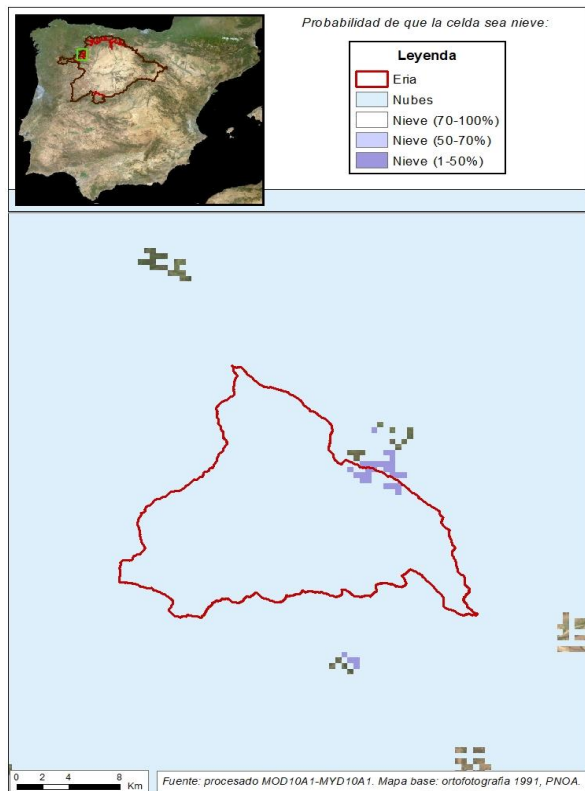 Probabilidad de que la celda sea nieve:
Leyenda
Eria
Nubes
Nieve (70-100%)
Nieve (50-70%)
Nieve (1-50%)
0 2 4 8
Km
Fuente: procesado MOD10A1-MYD10A1. Mapa base: ortofotografia 1991, PNOA.